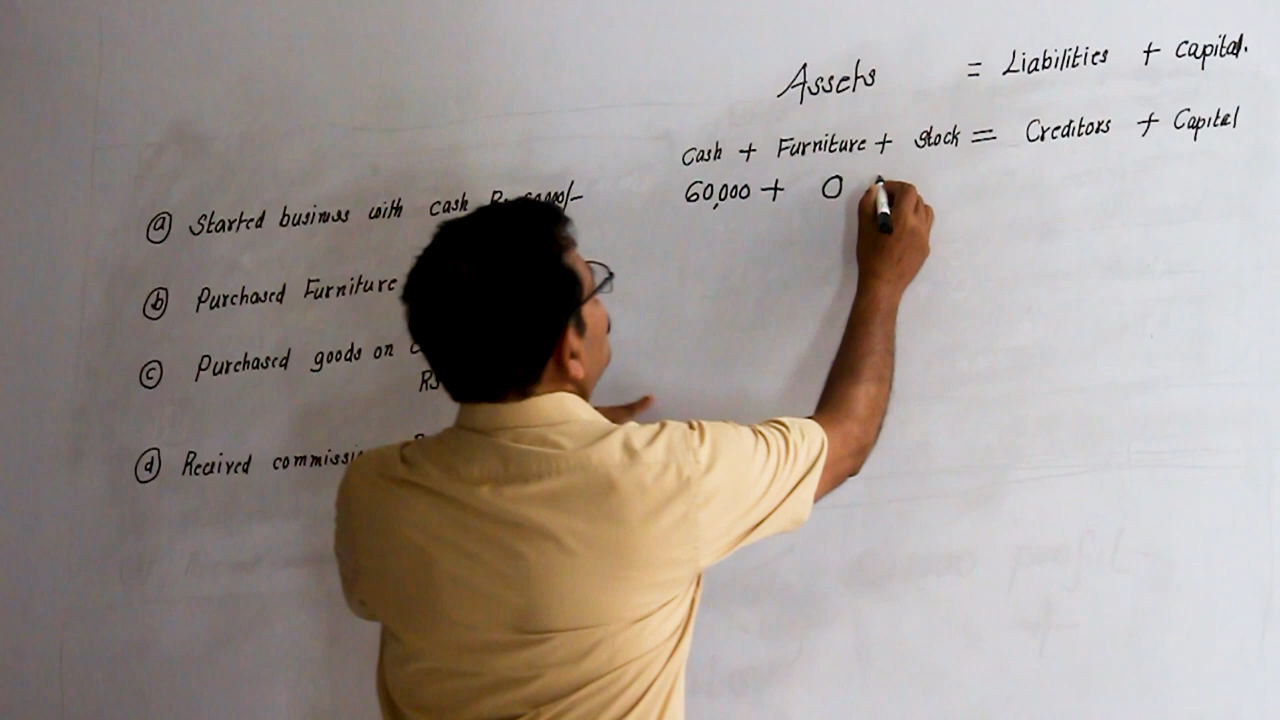 Assets = Liabilities + Capital.
Cash + Furniture + Stock = Creditors + Capital
60,000 + 0
ⓐ Started business with cash
ⓑ Purchased Furniture
ⓒ Purchased goods on
Rs
ⓓ Received